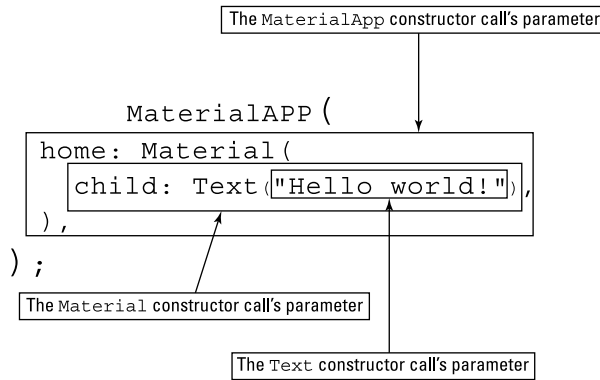 The MaterialApp constructor call's parameter
MaterialAPP(
home: Material(
child: Text("Hello world!"),
),
);
The Material constructor call's parameter
The Text constructor call's parameter